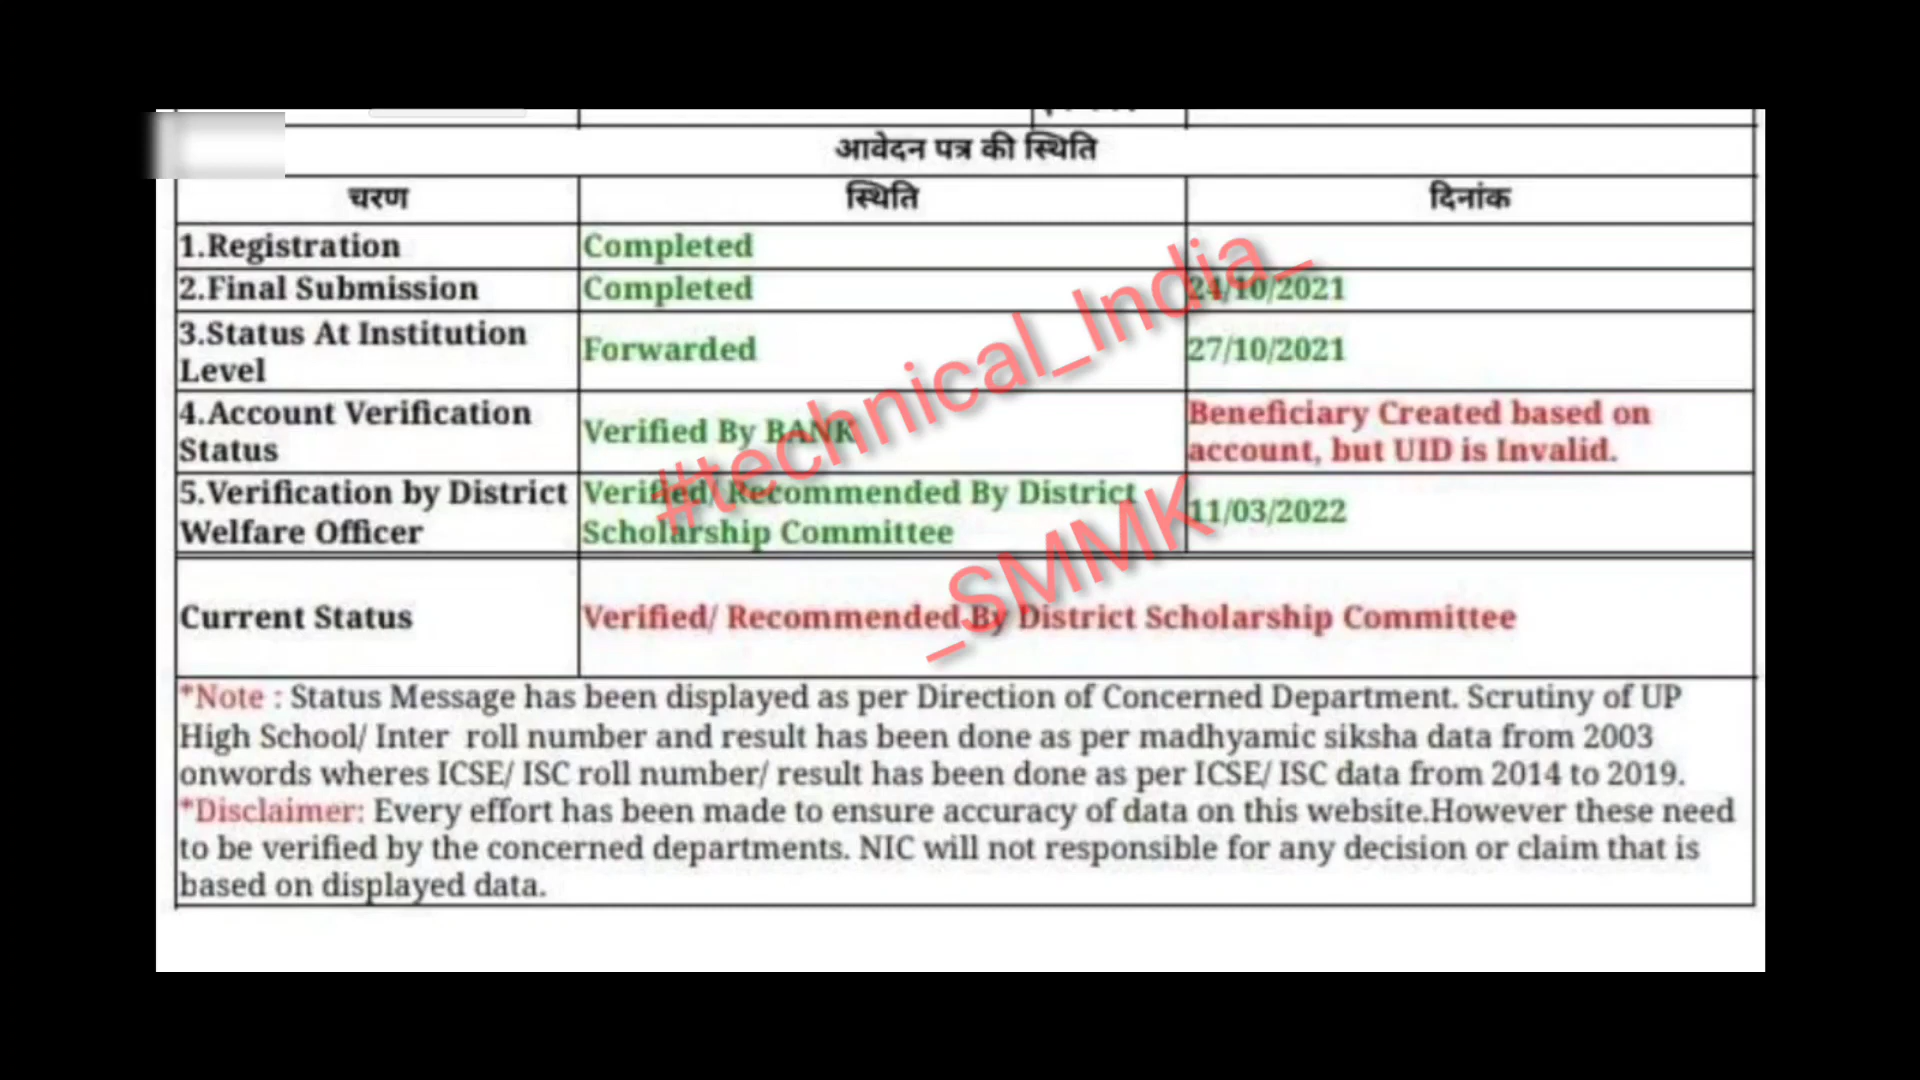 आवेदन पत्र की स्थिति
चरण स्थिति दिनांक
1.Registration Completed
2.Final Submission Completed 24/10/2021
3.Status At Institution
Level
Forwarded 27/10/2021
4.Account Verification
Status
Verified By BANK
Beneficiary Created based on
account, but UID is Invalid.
5.Verification by District
Welfare Officer
Verified/ Recommended By District
Scholarship Committee
11/03/2022
#technical_India_
_SMMK
Current Status Verified/ Recommended By District Scholarship Committee
*Note : Status Message has been displayed as per Direction of Concerned Department. Scrutiny of UP
High School/ Inter roll number and result has been done as per madhyamic siksha data from 2003
onwords wheres ICSE/ ISC roll number/ result has been done as per ICSE/ ISC data from 2014 to 2019.
*Disclaimer: Every effort has been made to ensure accuracy of data on this website.However these need
to be verified by the concerned departments. NIC will not responsible for any decision or claim that is
based on displayed data.